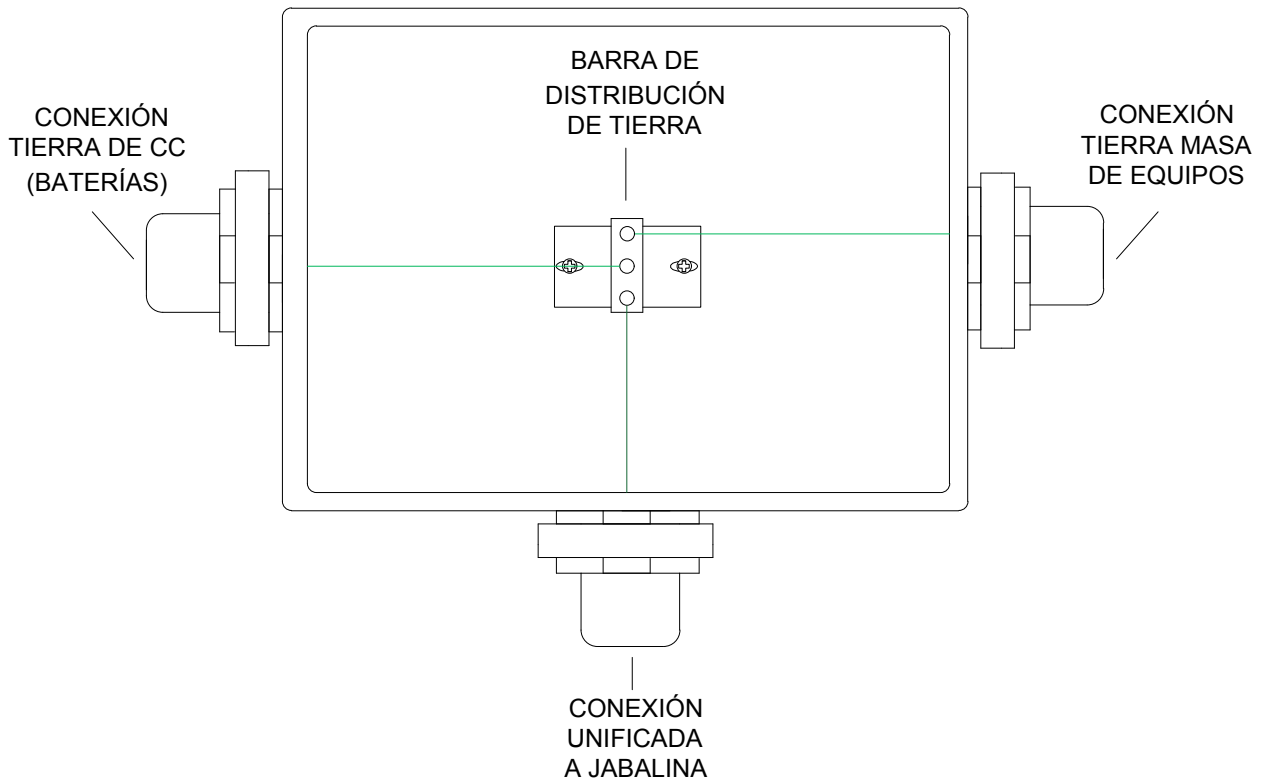 BARRA DE
DISTRIBUCIÓN
DE TIERRA
CONEXIÓN
TIERRA DE CC
(BATERÍAS)
CONEXIÓN
TIERRA MASA
DE EQUIPOS
CONEXIÓN
UNIFICADA
A JABALINA